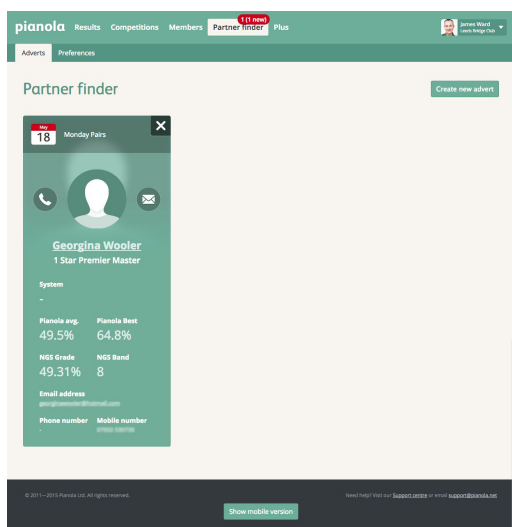 pianola Results Competitions Members Partner finder Plus
1 (1 new)
James Ward
Leeds Bridge Club
Adverts Preferences
Partner finder
Create new advert
May
18
Monday Pairs
Georgina Wooler
1 Star Premier Master
System
-
Pianola avg. Pianola Best
49.5% 64.8%
NGS Grade NGS Band
49.31% 8
Email address
Phone number Mobile number
-
© 2011—2015 Pianola Ltd. All rights reserved.
Need help? Visit our Support centre or email support@pianola.net
Show mobile version